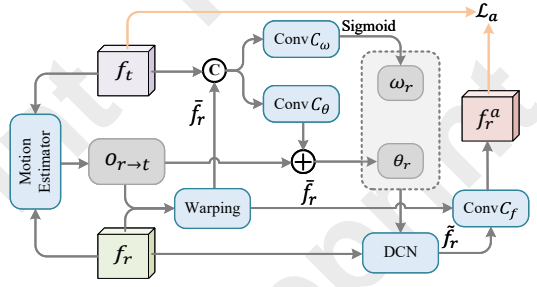 𝓛ₐ
Sigmoid
Conv C_ω
f_t
C
ω_r
f_r^a
f̄_r
Conv C_θ
Motion
Estimator
o_{r→t}
θ_r
f̄_r
Warping
Conv C_f
f_r
DCN
f̃_r